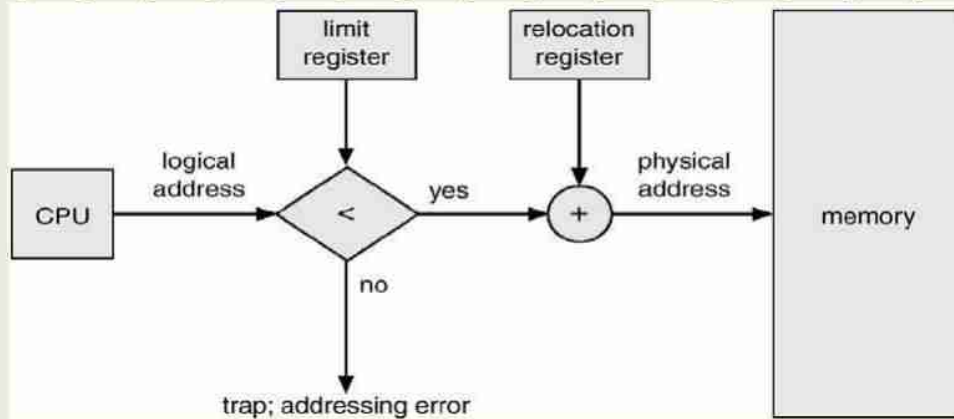 limit
register
relocation
register
logical
address
physical
address
CPU
<
yes
+
memory
no
trap; addressing error